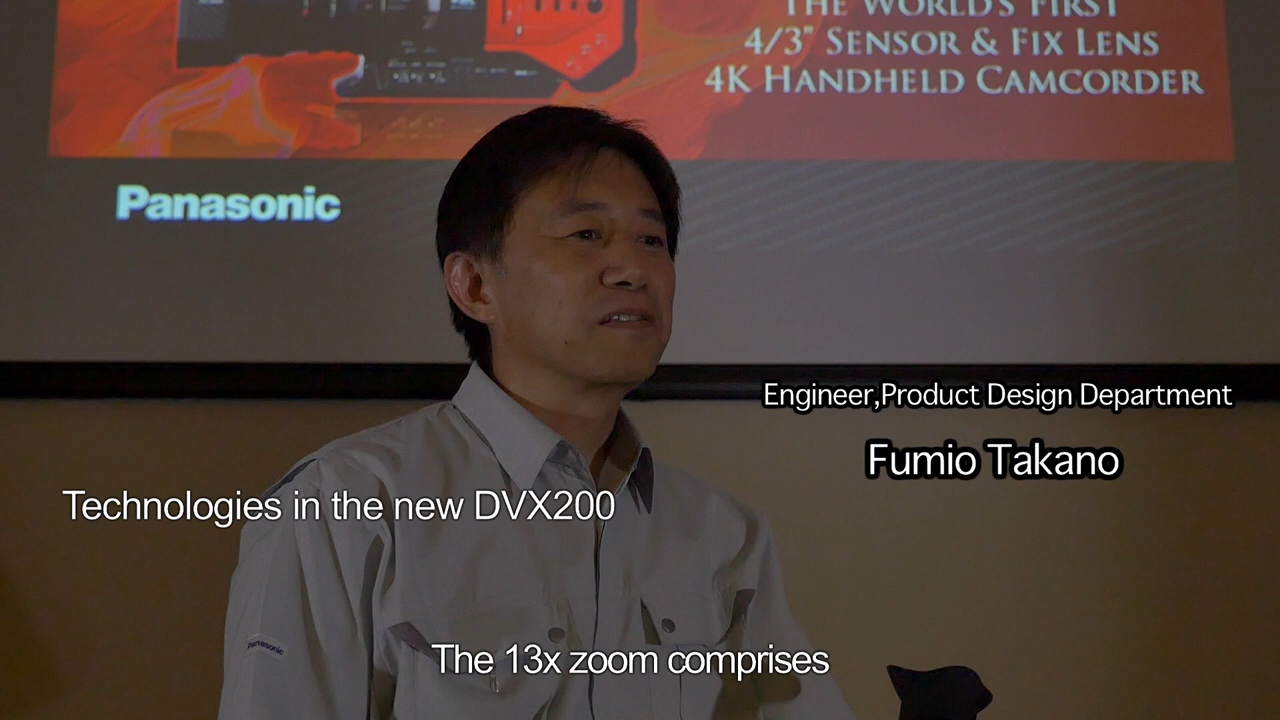 THE WORLD'S FIRST
4/3" SENSOR & FIX LENS
4K HANDHELD CAMCORDER
Panasonic
Engineer,Product Design Department
Fumio Takano
Technologies in the new DVX200
Panasonic
The 13x zoom comprises